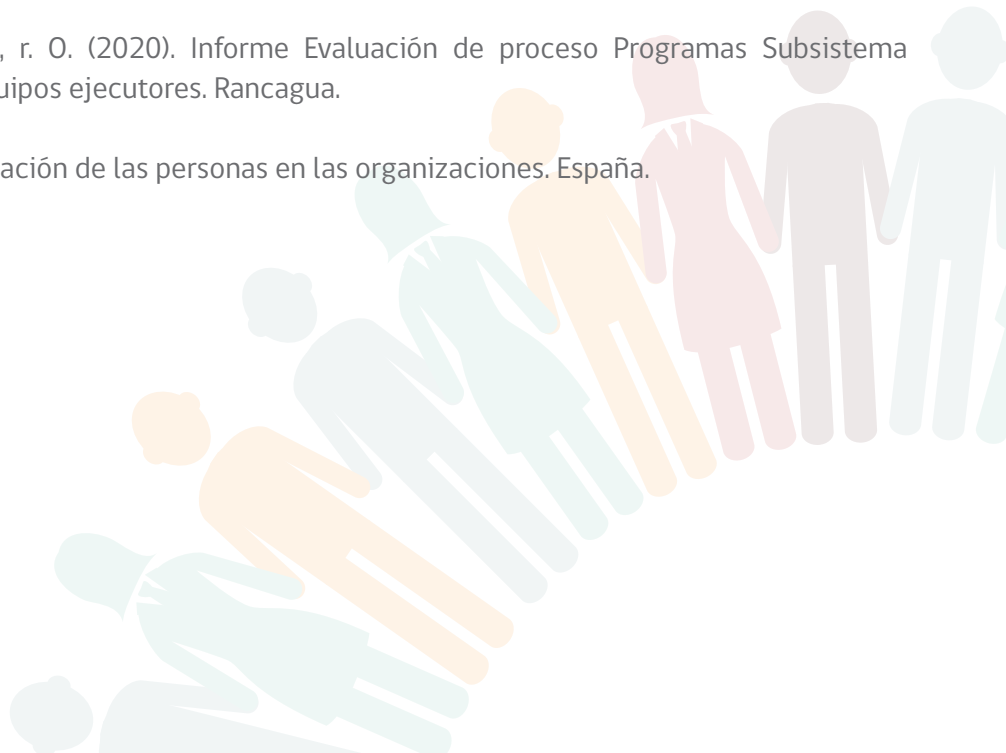 , r. O. (2020). Informe Evaluación de proceso Programas Subsistema
uipos ejecutores. Rancagua.
ación de las personas en las organizaciones. España.